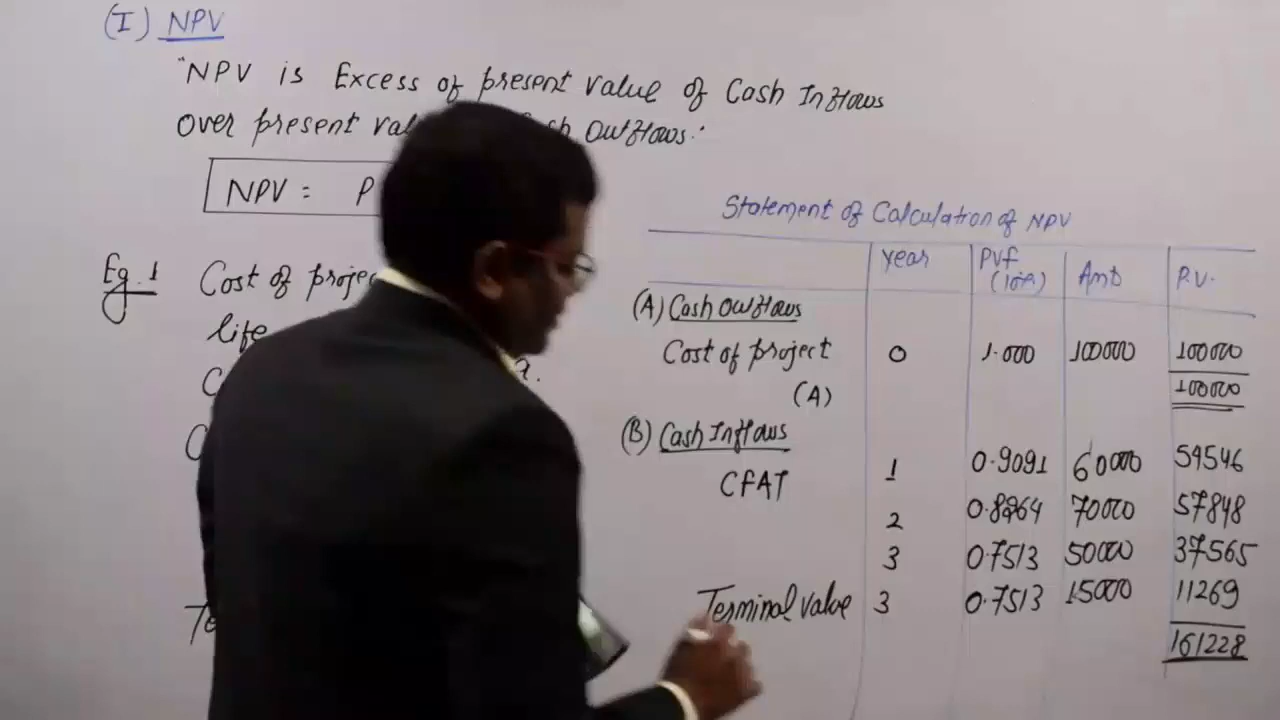 (I) NPV
"NPV is Excess of present value of Cash Inflows
over present Cash Outflows."
NPV = P
Statement of Calculation of NPV
year PVf (10%) Amt P.V.
Eg.1 Cost of
life
(A) Cash Outflows
Cost of project 0 1.000 100000 100000
(A) 100000
(B) Cash Inflows
CFAT 1 0.9091 60000 54546
2 0.8264 70000 57848
3 0.7513 50000 37565
Terminal value 3 0.7513 15000 11269
161228